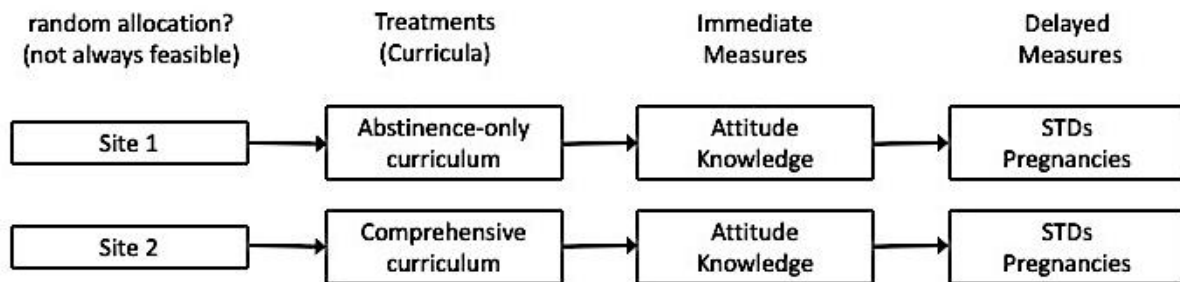 random allocation?
(not always feasible)
Treatments
(Curricula)
Immediate
Measures
Delayed
Measures
Site 1
Abstinence-only
curriculum
Attitude
Knowledge
STDs
Pregnancies
Site 2
Comprehensive
curriculum
Attitude
Knowledge
STDs
Pregnancies